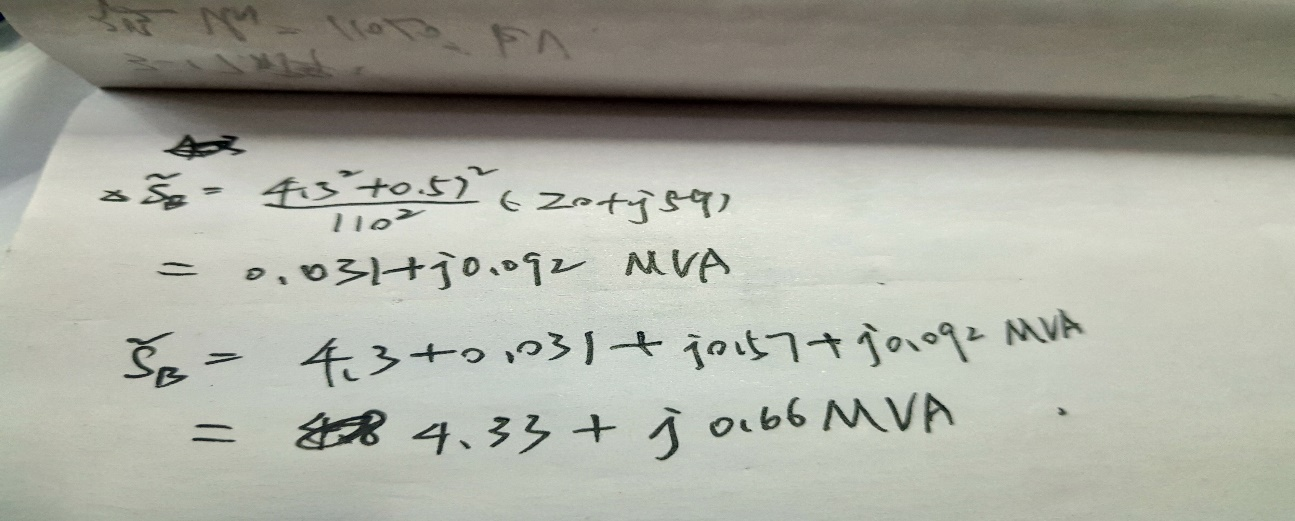 △S̃B = (4.3²+0.57²)/110² (20+j59)
= 0.031+j0.092 MVA
S̃B = 4.3+0.031+j0.57+j0.092 MVA
= 4.33+j0.66 MVA